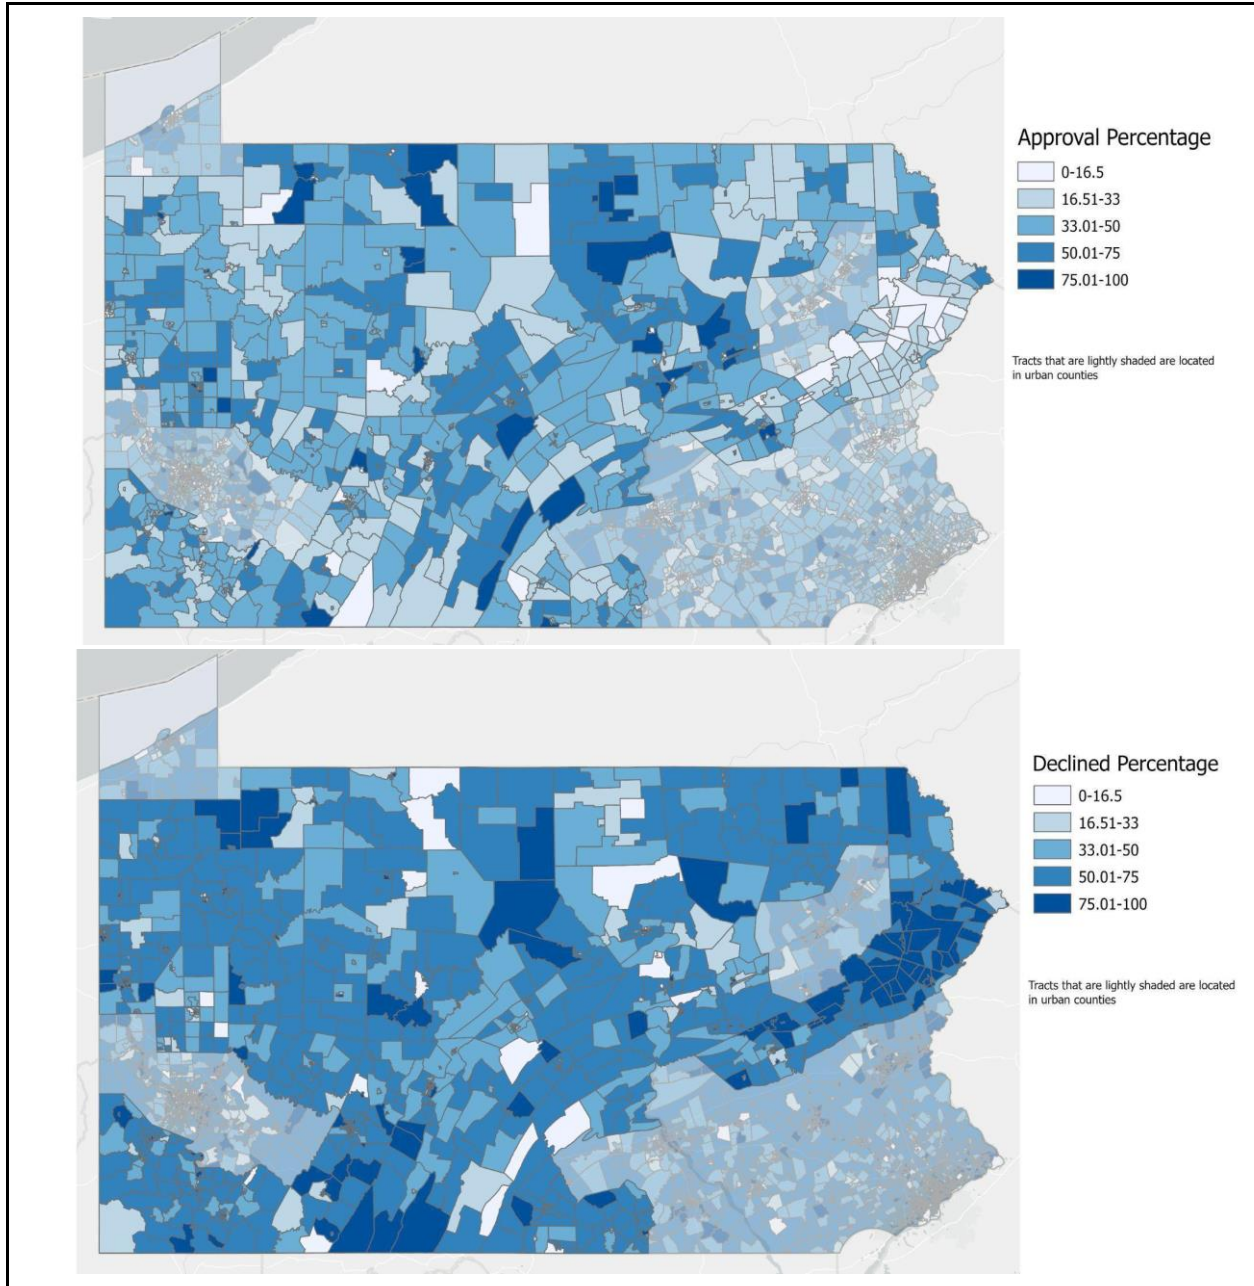 Approval Percentage
0-16.5
16.51-33
33.01-50
50.01-75
75.01-100
Tracts that are lightly shaded are located
in urban counties
Declined Percentage
0-16.5
16.51-33
33.01-50
50.01-75
75.01-100
Tracts that are lightly shaded are located
in urban counties